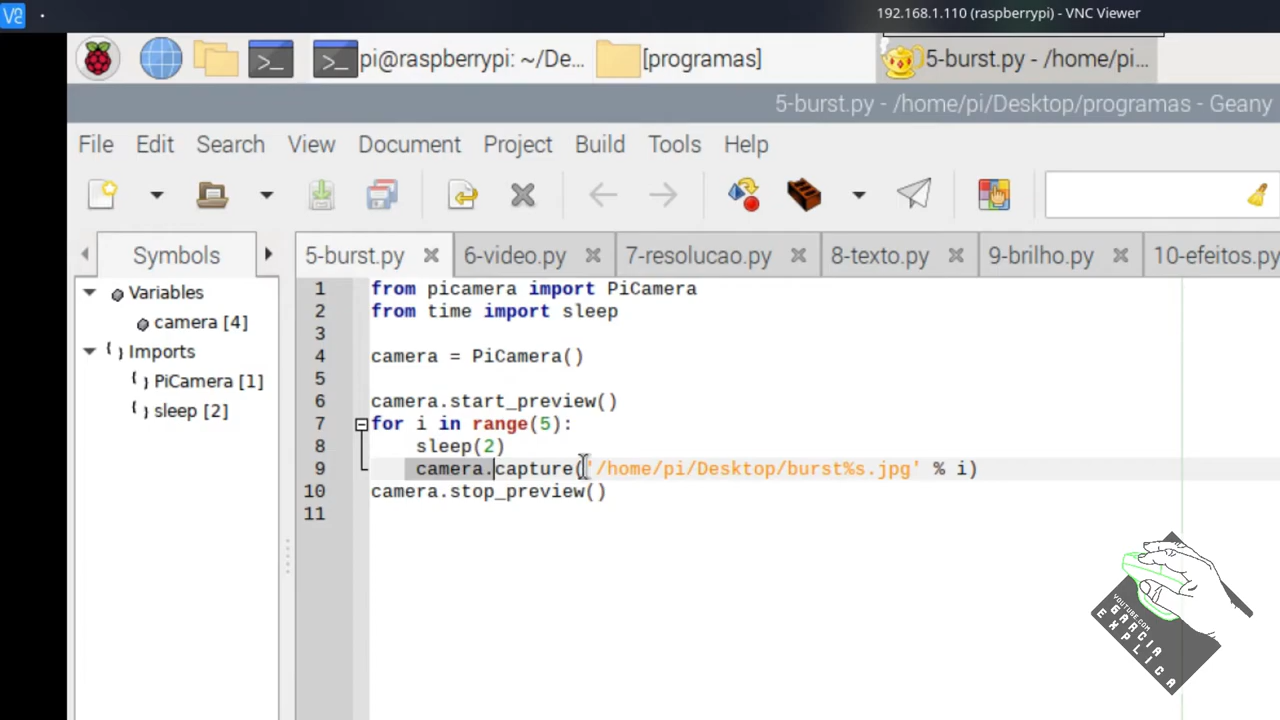 192.168.1.110 (raspberrypi) - VNC Viewer
pi@raspberrypi: ~/De... [programas] 5-burst.py - /home/pi...
5-burst.py - /home/pi/Desktop/programas - Geany
File Edit Search View Document Project Build Tools Help
Symbols 5-burst.py 6-video.py 7-resolucao.py 8-texto.py 9-brilho.py 10-efeitos.py
Variables
camera [4]
Imports
PiCamera [1]
sleep [2]
1 from picamera import PiCamera
2 from time import sleep
3
4 camera = PiCamera()
5
6 camera.start_preview()
7 for i in range(5):
8 sleep(2)
9 camera.capture('/home/pi/Desktop/burst%s.jpg' % i)
10 camera.stop_preview()
11
YOUTUBE.COM
GARCIA
EXPLICA